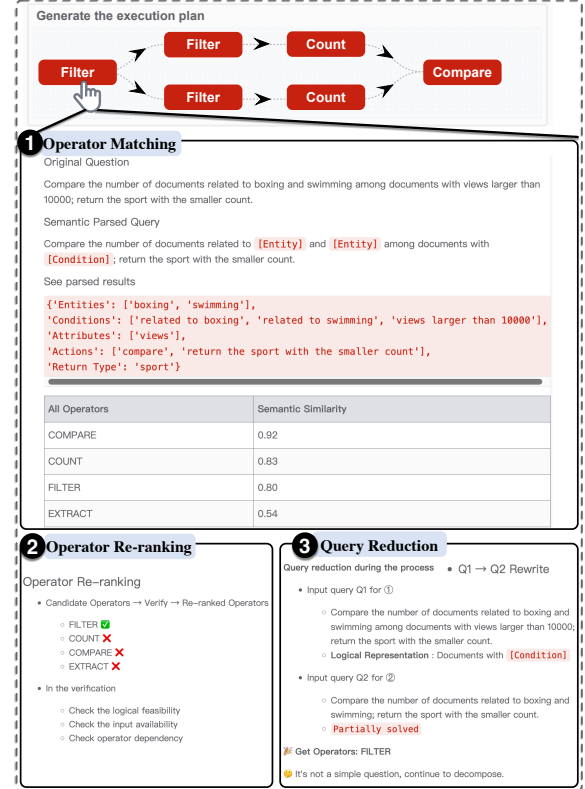 Generate the execution plan
Filter Count
Filter Compare
Filter Count
1 Operator Matching
Original Question
Compare the number of documents related to boxing and swimming among documents with views larger than
10000; return the sport with the smaller count.
Semantic Parsed Query
Compare the number of documents related to [Entity] and [Entity] among documents with
[Condition] ; return the sport with the smaller count.
See parsed results
{'Entities': ['boxing', 'swimming'],
'Conditions': ['related to boxing', 'related to swimming', 'views larger than 10000'],
'Attributes': ['views'],
'Actions': ['compare', 'return the sport with the smaller count'],
'Return Type': 'sport'}
All Operators Semantic Similarity
COMPARE 0.92
COUNT 0.83
FILTER 0.80
EXTRACT 0.54
2 Operator Re-ranking
Operator Re-ranking
• Candidate Operators → Verify → Re-ranked Operators
○ FILTER ✅
○ COUNT ❌
○ COMPARE ❌
○ EXTRACT ❌
• In the verification
○ Check the logical feasibility
○ Check the input availability
○ Check operator dependency
3 Query Reduction
Query reduction during the process • Q1 → Q2 Rewrite
• Input query Q1 for ①
○ Compare the number of documents related to boxing and
swimming among documents with views larger than 10000;
return the sport with the smaller count.
○ Logical Representation : Documents with [Condition]
• Input query Q2 for ②
○ Compare the number of documents related to boxing and
swimming; return the sport with the smaller count.
○ Partially solved
🎉 Get Operators: FILTER
🤔 It's not a simple question, continue to decompose.